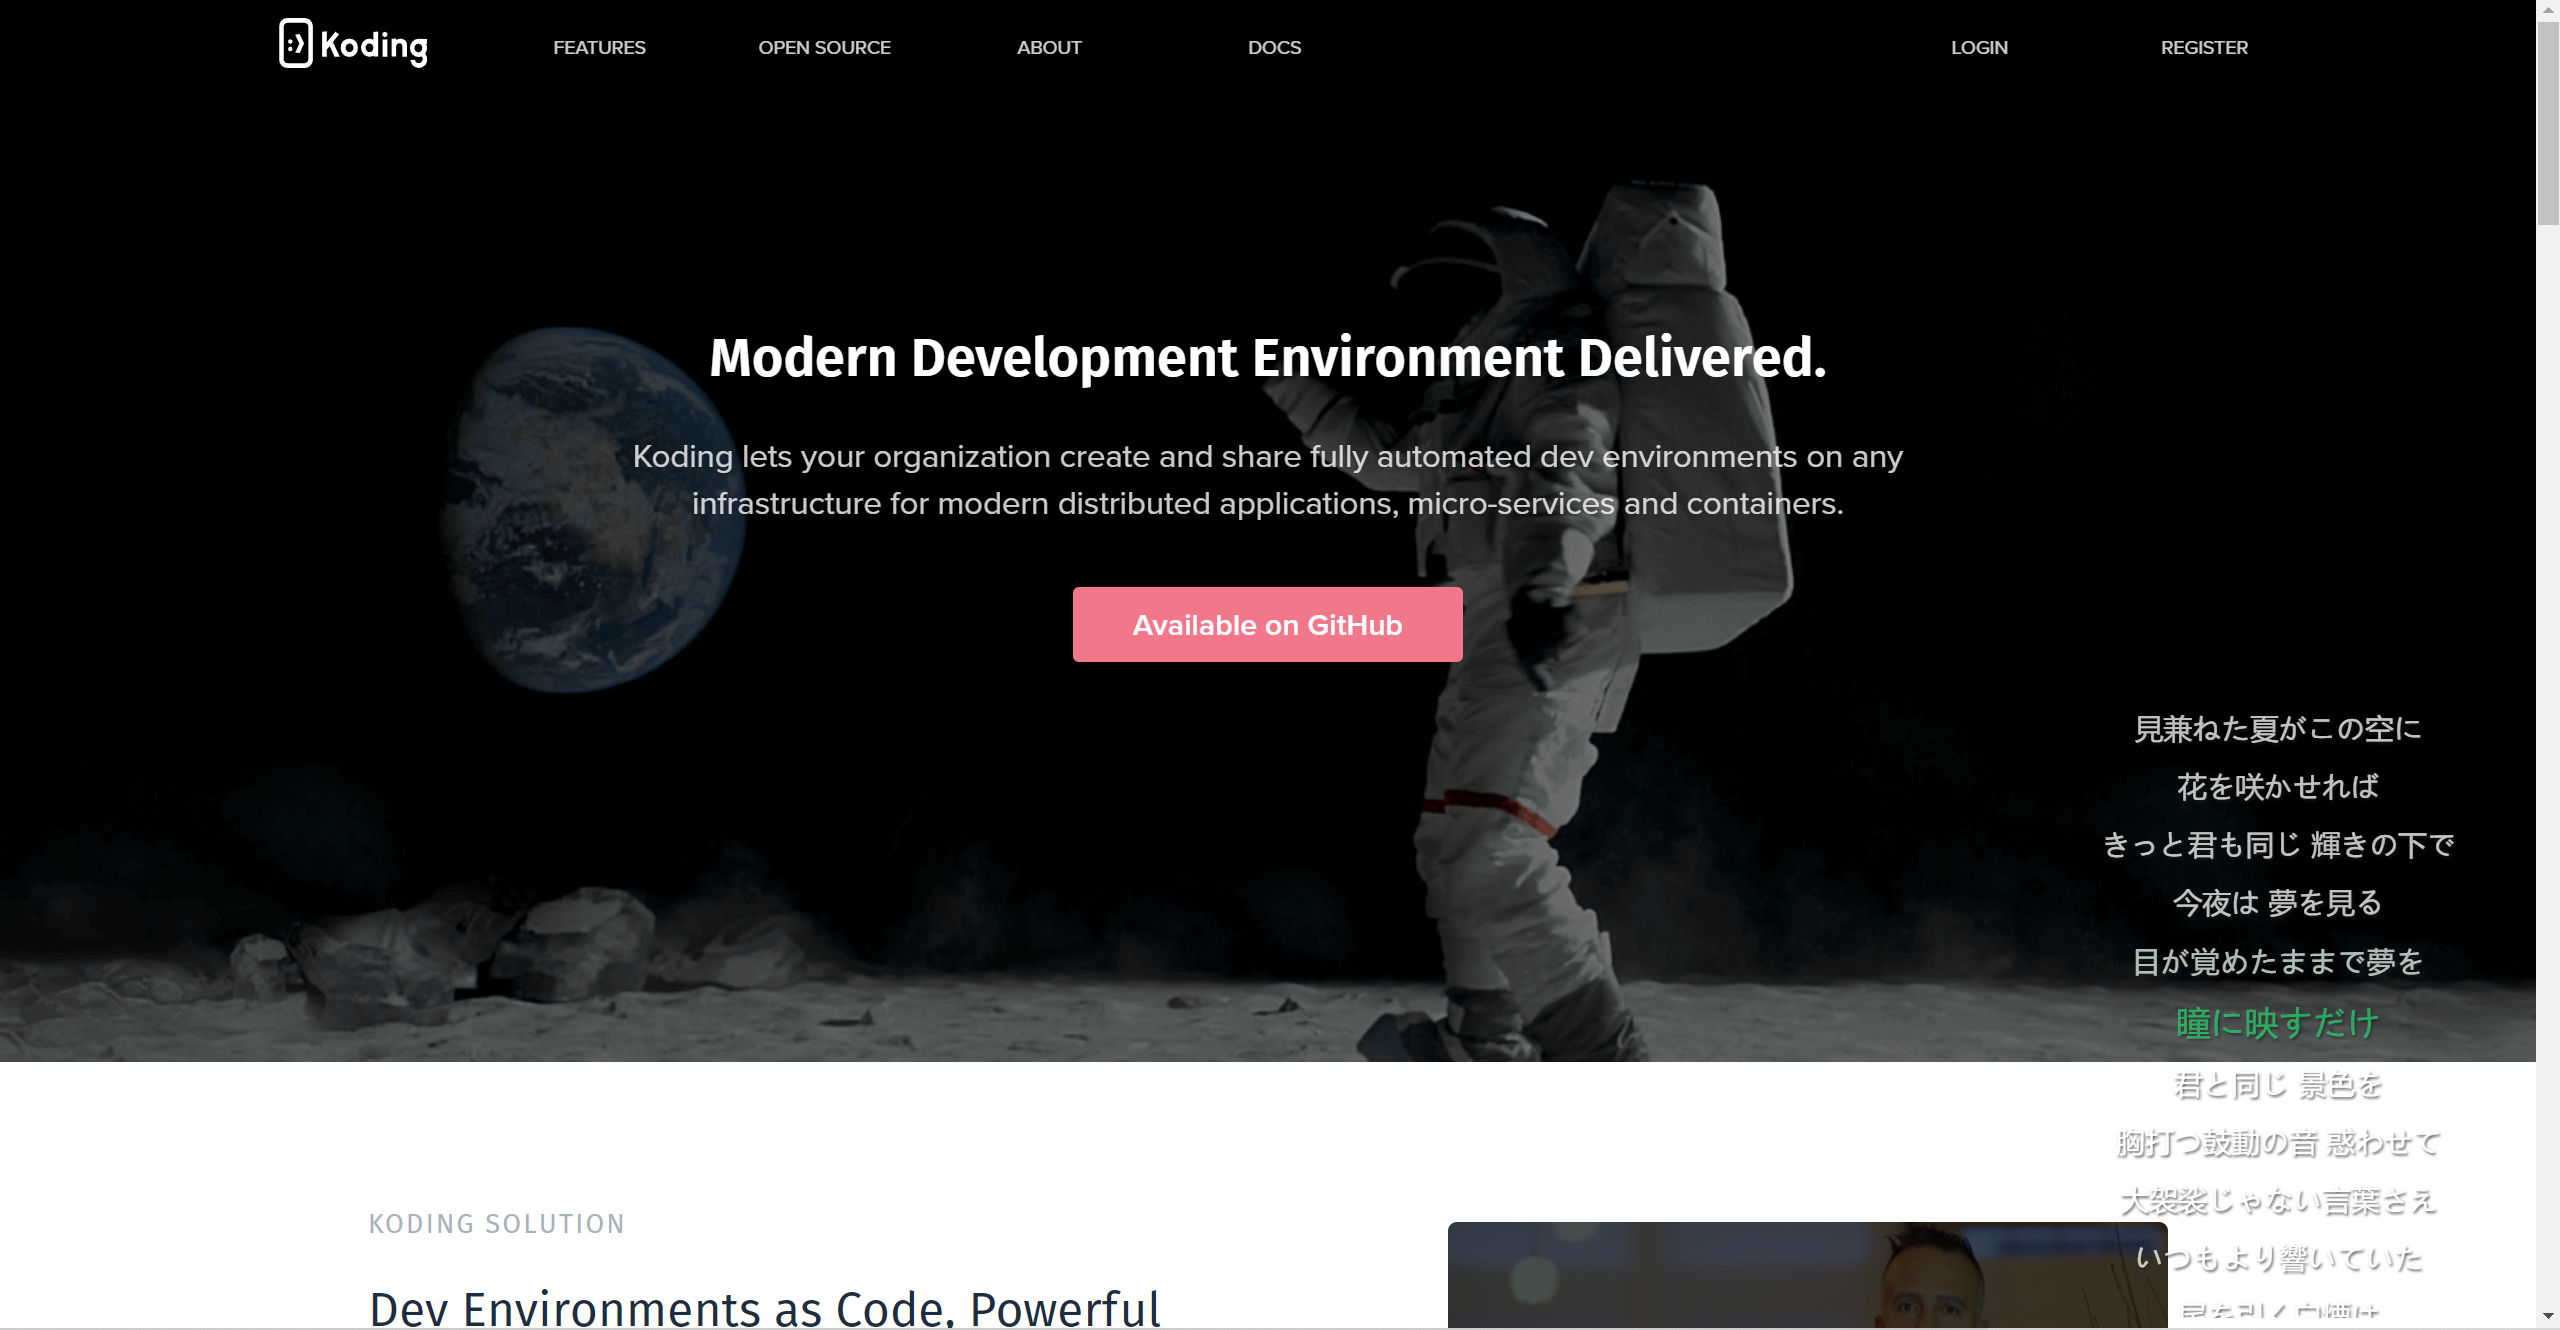 Koding
FEATURES
OPEN SOURCE
ABOUT
DOCS
LOGIN
REGISTER
Modern Development Environment Delivered.
Koding lets your organization create and share fully automated dev environments on any
infrastructure for modern distributed applications, micro-services and containers.
Available on GitHub
見兼ねた夏がこの空に
花を咲かせれば
きっと君も同じ 輝きの下で
今夜は 夢を見る
目が覚めたままで夢を
瞳に映すだけ
君と同じ 景色を
胸打つ鼓動の音 惑わせて
大袈裟じゃない言葉さえ
いつもより響いていた
KODING SOLUTION
Dev Environments as Code, Powerful